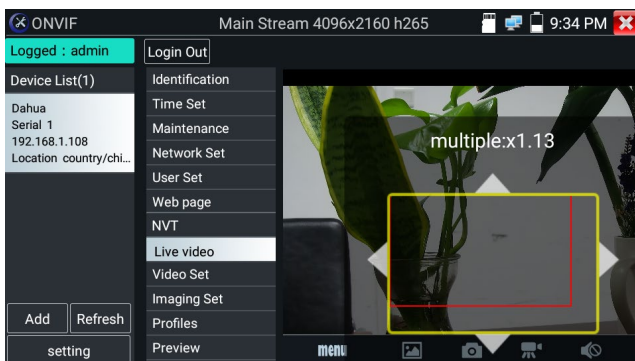 ONVIF
Main Stream 4096x2160 h265
9:34 PM
Logged : admin
Login Out
Device List(1)
Dahua
Serial 1
192.168.1.108
Location country/chi...
Add
Refresh
setting
Identification
Time Set
Maintenance
Network Set
User Set
Web page
NVT
Live video
Video Set
Imaging Set
Profiles
Preview
multiple:x1.13
menu